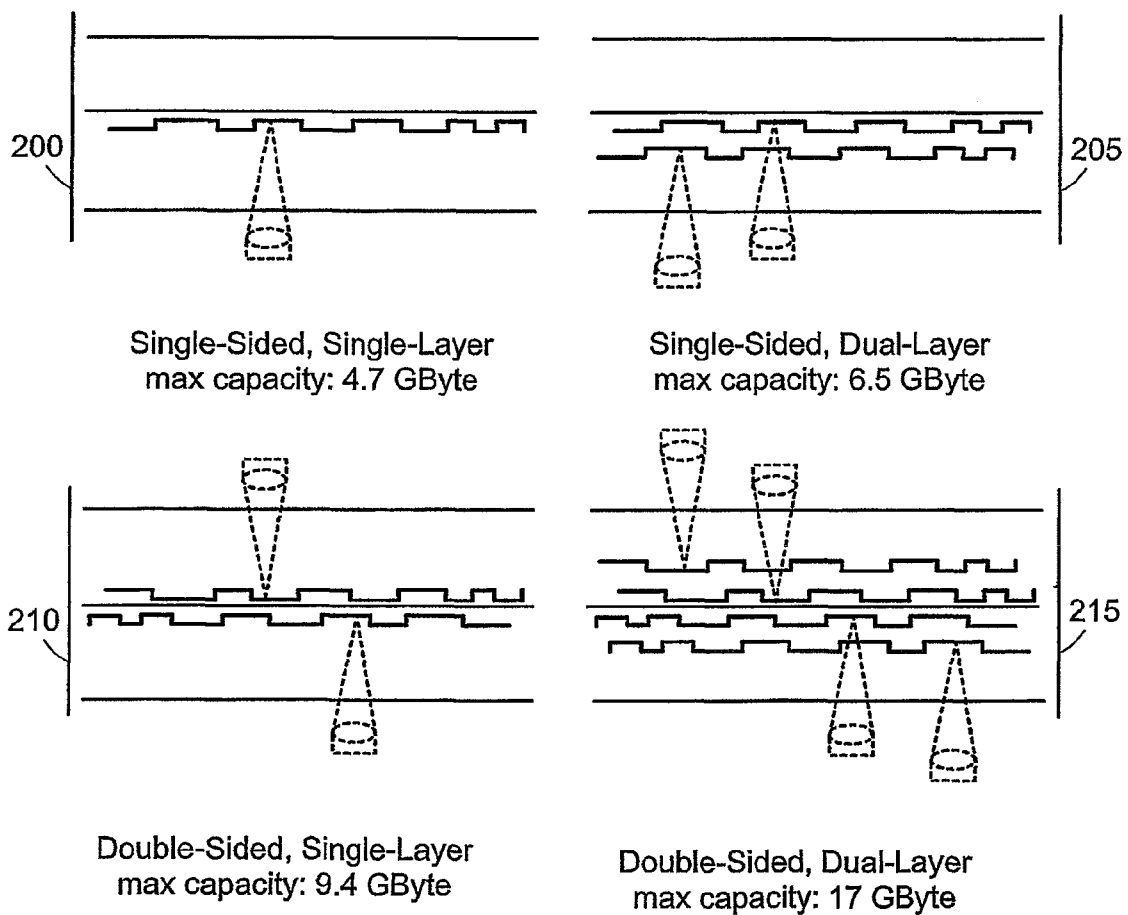 200
205
Single-Sided, Single-Layer
max capacity: 4.7 GByte
Single-Sided, Dual-Layer
max capacity: 6.5 GByte
210
215
Double-Sided, Single-Layer
max capacity: 9.4 GByte
Double-Sided, Dual-Layer
max capacity: 17 GByte